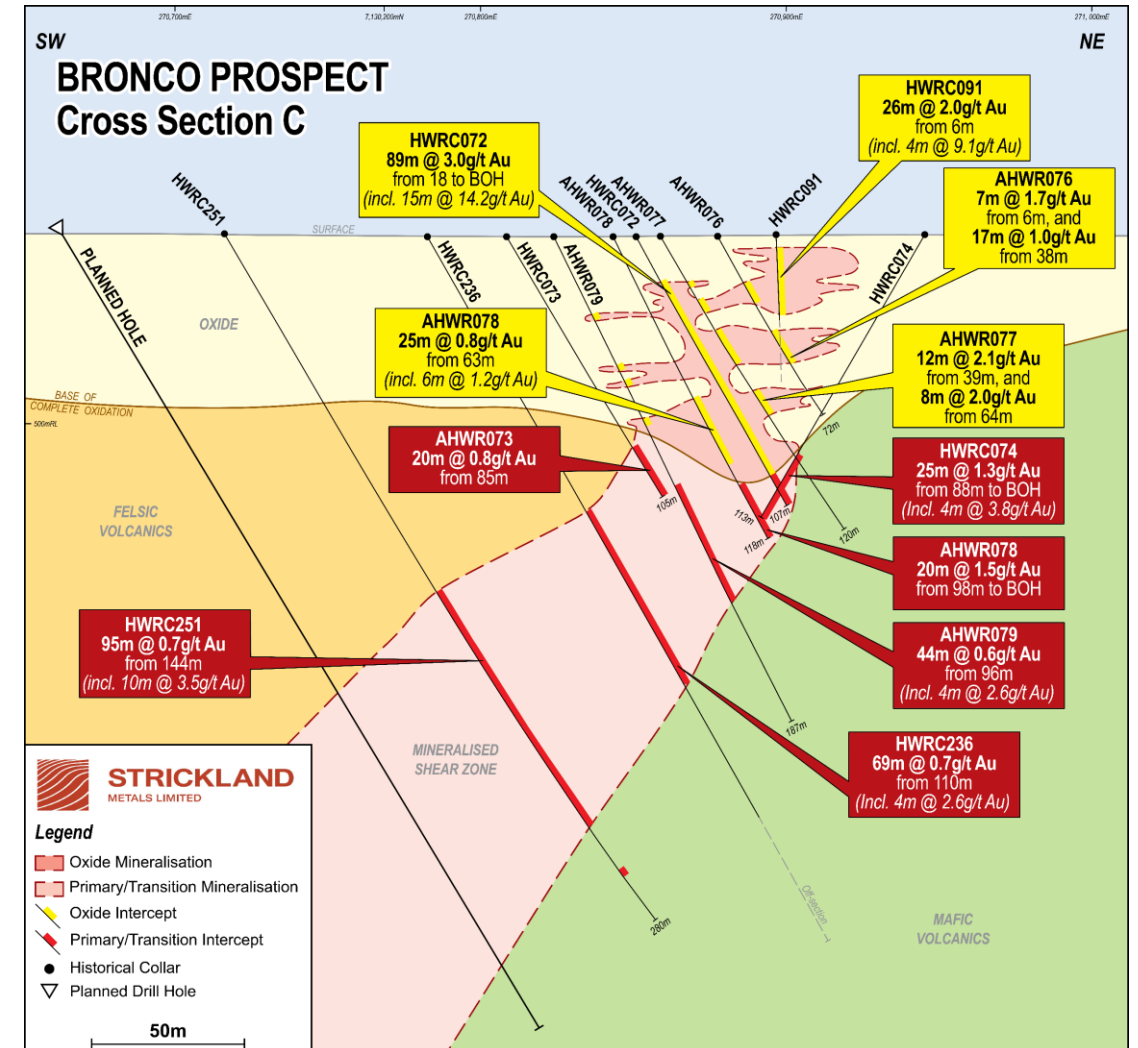 270,700mE
7,130,200mN
270,800mE
270,900mE
271, 000mE
SW
NE
BRONCO PROSPECT
Cross Section C
HWRC091
26m @ 2.0g/t Au
from 6m
(incl. 4m @ 9.1g/t Au)
HWRC072
89m @ 3.0g/t Au
from 18 to BOH
(incl. 15m @ 14.2g/t Au)
AHWR076
7m @ 1.7g/t Au
from 6m, and
17m @ 1.0g/t Au
from 38m
HWRC251
AHWR078
HWRC072
AHWR077
AHWR076
HWRC091
SURFACE
PLANNED HOLE
HWRC236
HWRC073
AHWR079
HWRC074
OXIDE
AHWR078
25m @ 0.8g/t Au
from 63m
(incl. 6m @ 1.2g/t Au)
AHWR077
12m @ 2.1g/t Au
from 39m, and
8m @ 2.0g/t Au
from 64m
BASE OF
COMPLETE OXIDATION
500mRL
72m
AHWR073
20m @ 0.8g/t Au
from 85m
HWRC074
25m @ 1.3g/t Au
from 88m to BOH
(Incl. 4m @ 3.8g/t Au)
105m
113m
107m
118m
120m
FELSIC
VOLCANICS
AHWR078
20m @ 1.5g/t Au
from 98m to BOH
HWRC251
95m @ 0.7g/t Au
from 144m
(incl. 10m @ 3.5g/t Au)
AHWR079
44m @ 0.6g/t Au
from 96m
(Incl. 4m @ 2.6g/t Au)
187m
MINERALISED
SHEAR ZONE
HWRC236
69m @ 0.7g/t Au
from 110m
(Incl. 4m @ 2.6g/t Au)
STRICKLAND
METALS LIMITED
Legend
Oxide Mineralisation
Primary/Transition Mineralisation
Oxide Intercept
Primary/Transition Intercept
Historical Collar
Planned Drill Hole
50m
280m
Off-section
MAFIC
VOLCANICS